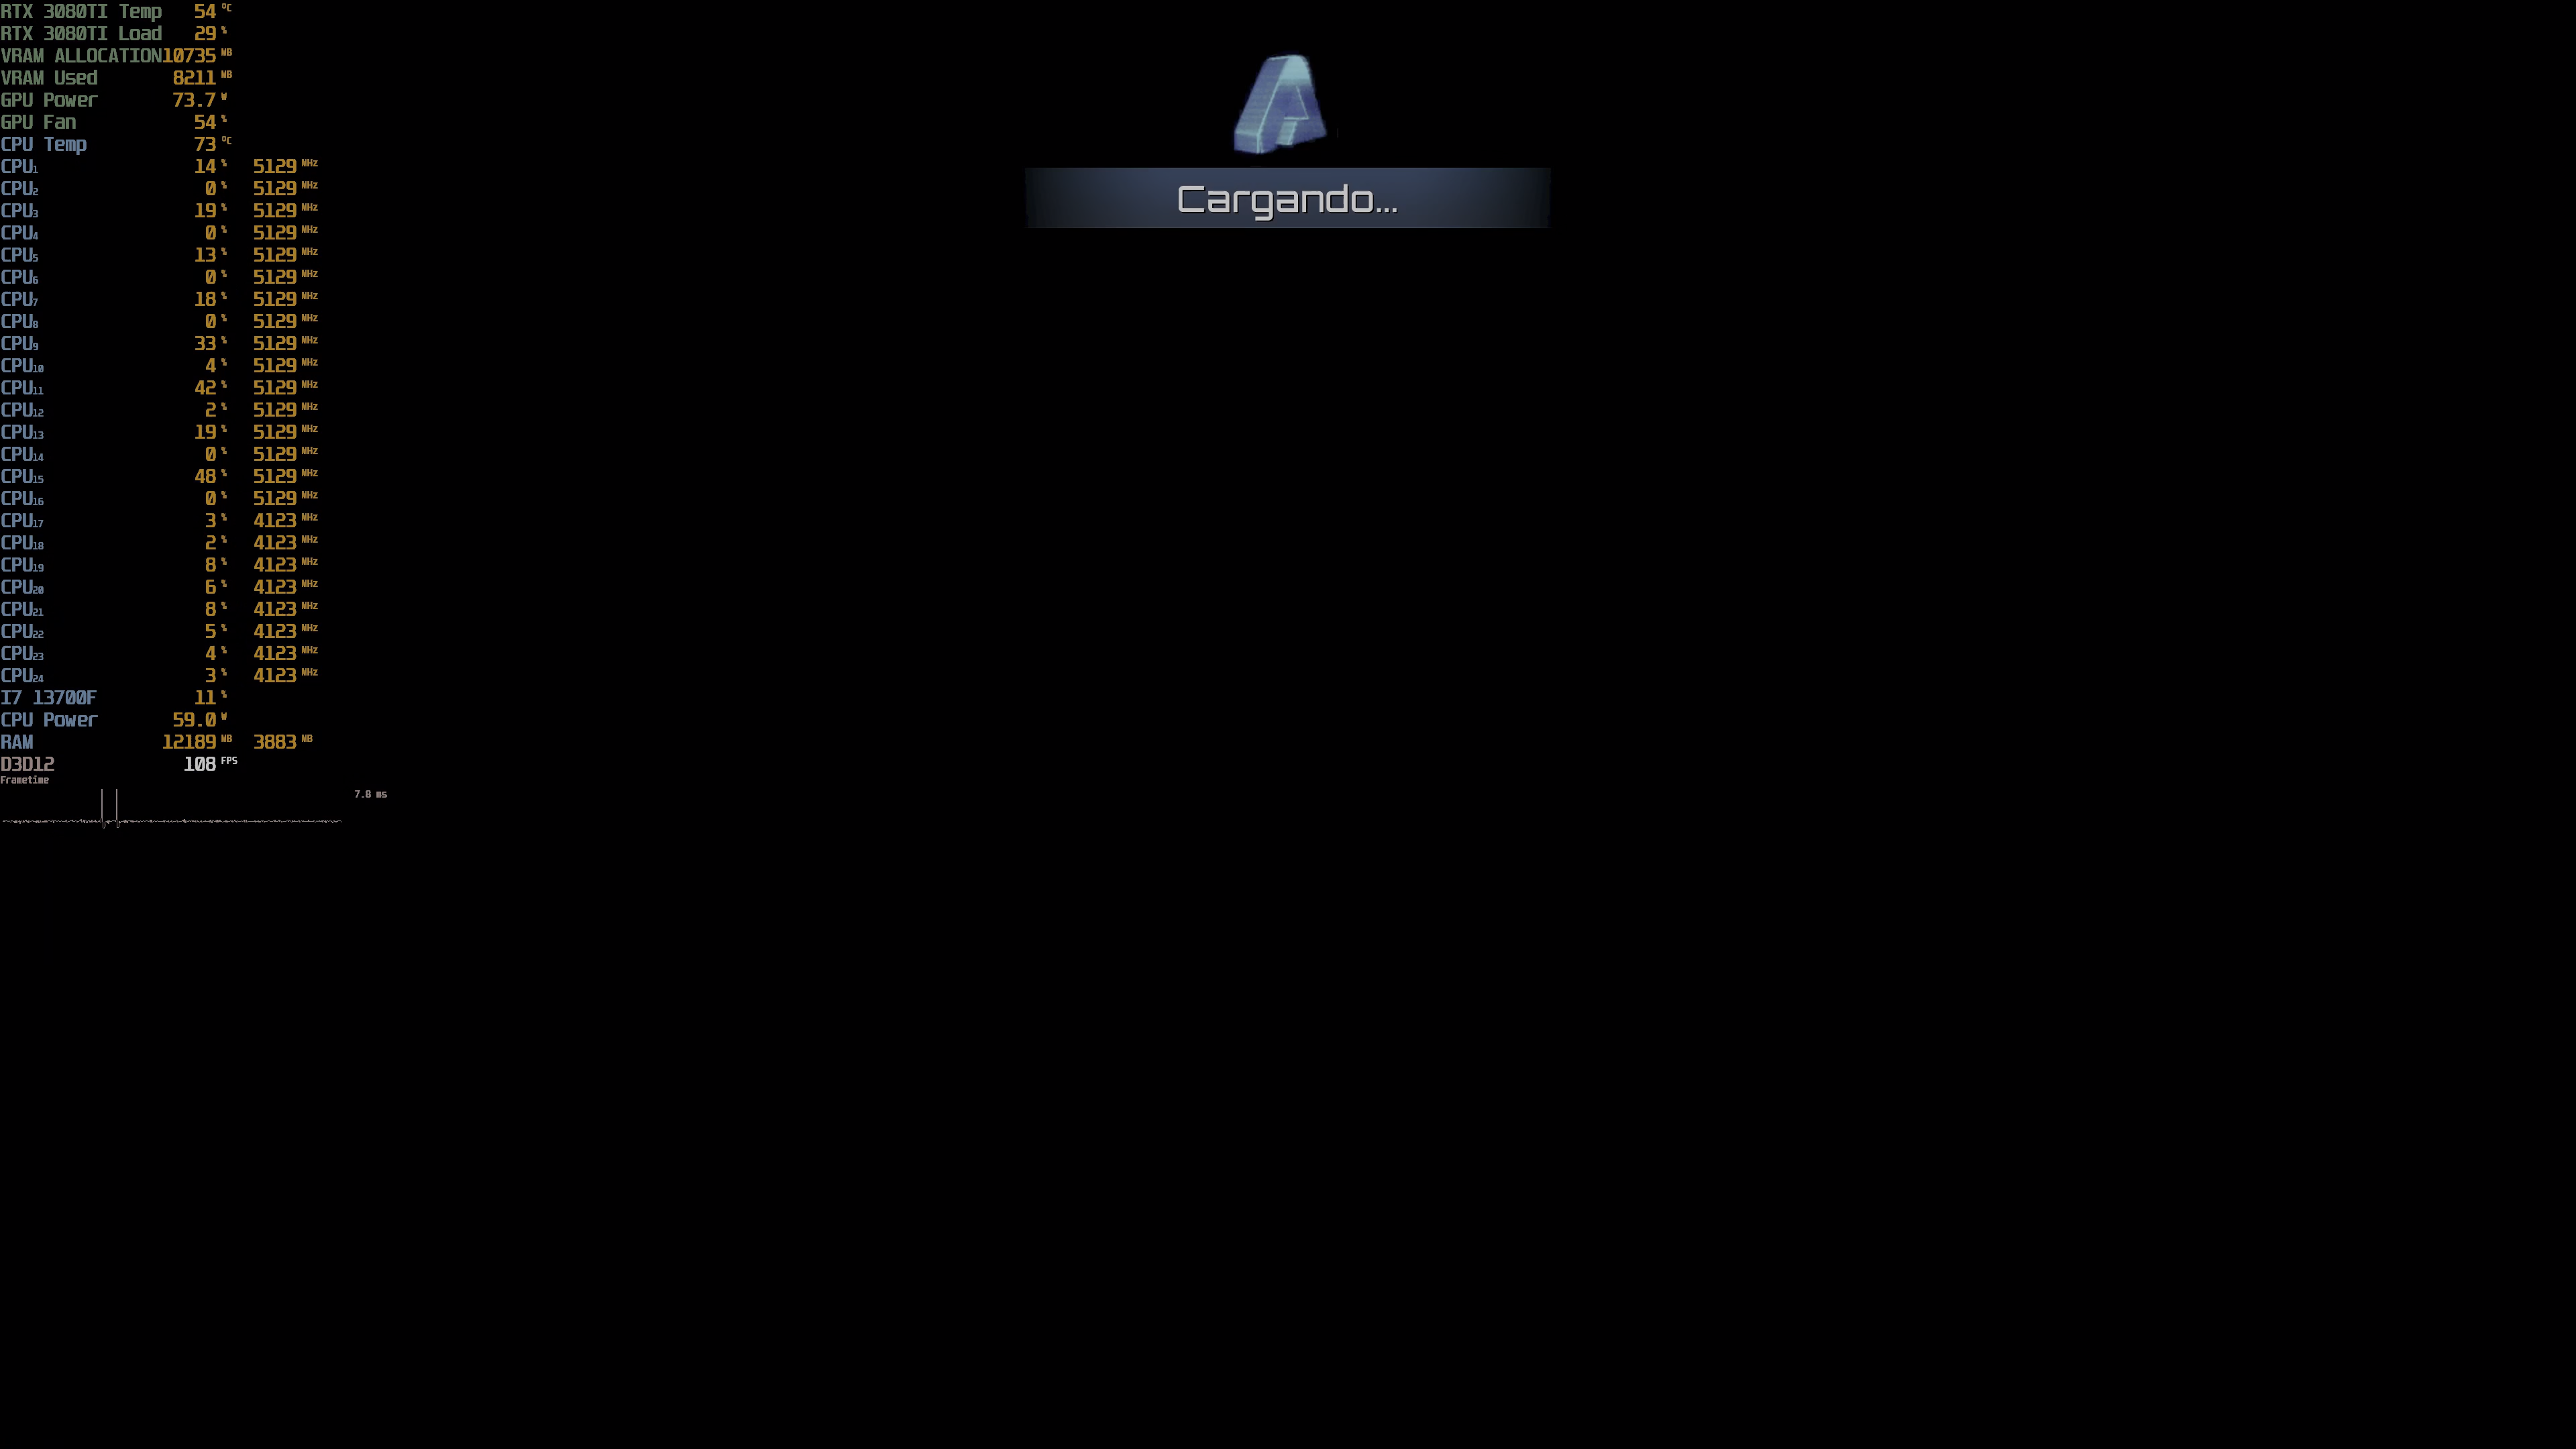 RTX 3080TI Temp 54 °C
RTX 3080TI Load 29 %
VRAM ALLOCATION 10735 MB
VRAM Used 8211 MB
GPU Power 73.7 W
GPU Fan 54 %
CPU Temp 73 °C
CPU1 14 % 5129 MHz
CPU2 0 % 5129 MHz
CPU3 19 % 5129 MHz
CPU4 0 % 5129 MHz
CPU5 13 % 5129 MHz
CPU6 0 % 5129 MHz
CPU7 18 % 5129 MHz
CPU8 0 % 5129 MHz
CPU9 33 % 5129 MHz
CPU10 4 % 5129 MHz
CPU11 42 % 5129 MHz
CPU12 2 % 5129 MHz
CPU13 19 % 5129 MHz
CPU14 0 % 5129 MHz
CPU15 48 % 5129 MHz
CPU16 0 % 5129 MHz
CPU17 3 % 4123 MHz
CPU18 2 % 4123 MHz
CPU19 8 % 4123 MHz
CPU20 6 % 4123 MHz
CPU21 8 % 4123 MHz
CPU22 5 % 4123 MHz
CPU23 4 % 4123 MHz
CPU24 3 % 4123 MHz
I7 13700F 11 %
CPU Power 59.0 W
RAM 12189 MB 3883 MB
D3D12 108 FPS
Frametime
7.8 ms
A
Cargando...